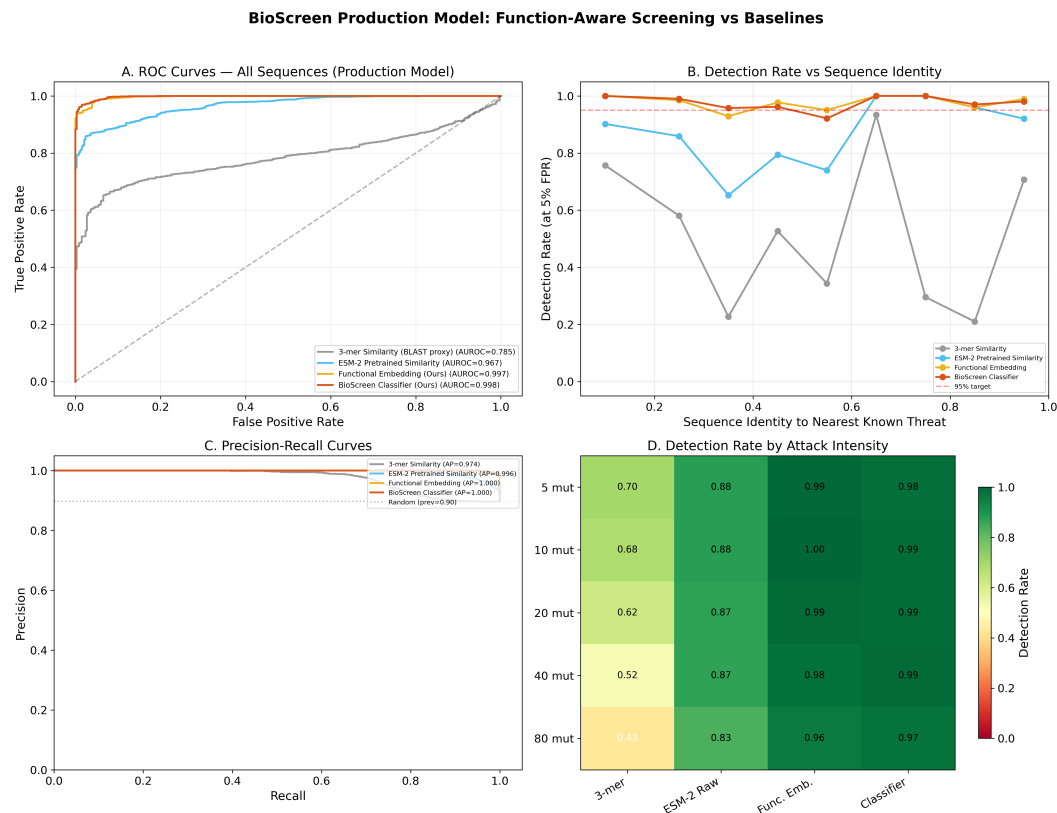 BioScreen Production Model: Function-Aware Screening vs Baselines
A. ROC Curves — All Sequences (Production Model)
True Positive Rate
1.0
0.8
0.6
0.4
0.2
0.0
3-mer Similarity (BLAST proxy) (AUROC=0.785)
ESM-2 Pretrained Similarity (AUROC=0.967)
Functional Embedding (Ours) (AUROC=0.997)
BioScreen Classifier (Ours) (AUROC=0.998)
0.0 0.2 0.4 0.6 0.8 1.0
False Positive Rate
B. Detection Rate vs Sequence Identity
Detection Rate (at 5% FPR)
1.0
0.8
0.6
0.4
0.2
0.0
3-mer Similarity
ESM-2 Pretrained Similarity
Functional Embedding
BioScreen Classifier
95% target
0.2 0.4 0.6 0.8 1.0
Sequence Identity to Nearest Known Threat
C. Precision-Recall Curves
Precision
1.0
0.8
0.6
0.4
0.2
0.0
3-mer Similarity (AP=0.974)
ESM-2 Pretrained Similarity (AP=0.996)
Functional Embedding (AP=1.000)
BioScreen Classifier (AP=1.000)
Random (prev=0.90)
0.0 0.2 0.4 0.6 0.8 1.0
Recall
D. Detection Rate by Attack Intensity
5 mut 0.70 0.88 0.99 0.98
10 mut 0.68 0.88 1.00 0.99
20 mut 0.62 0.87 0.99 0.99
40 mut 0.52 0.87 0.98 0.99
80 mut 0.43 0.83 0.96 0.97
3-mer ESM-2 Raw Func. Emb. Classifier
1.0
0.8
0.6
0.4
0.2
0.0
Detection Rate